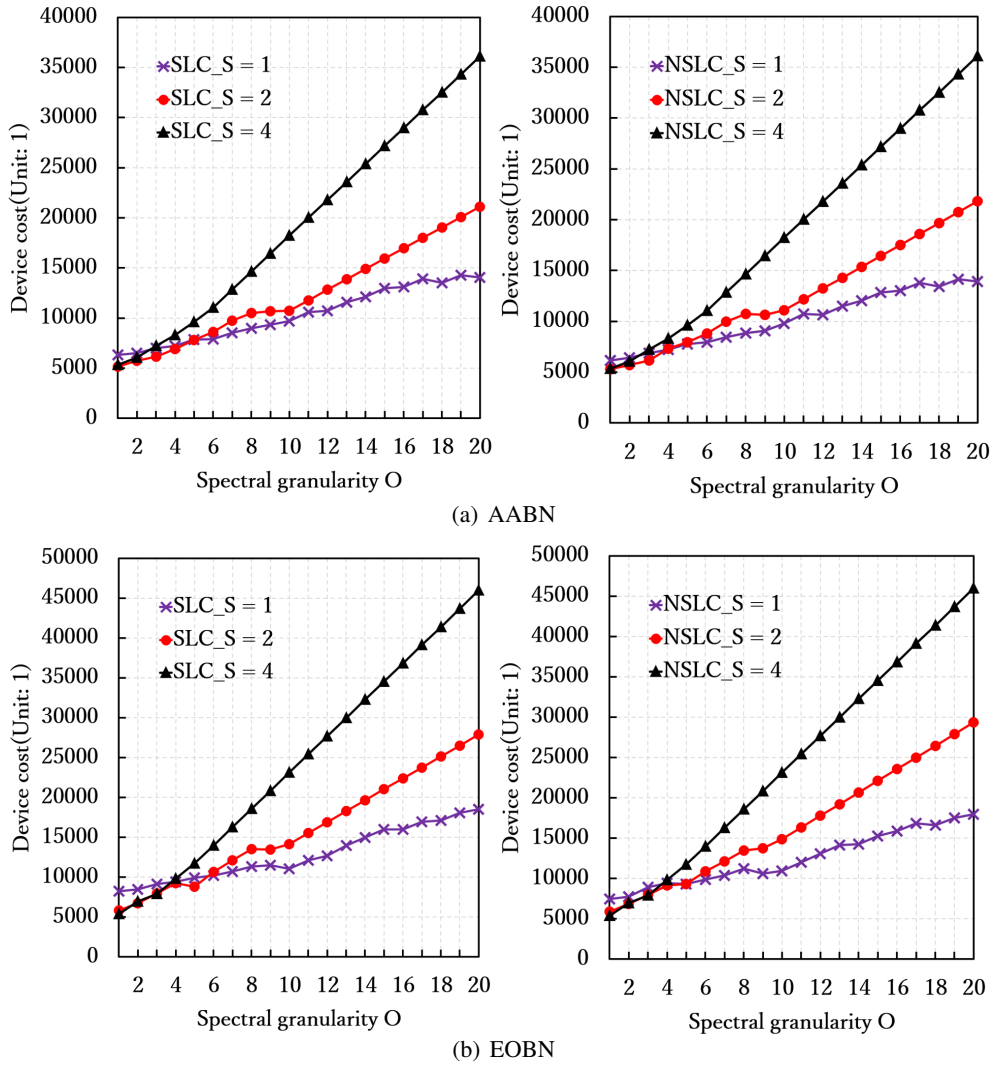 40000
35000
30000
25000
20000
15000
10000
5000
0
Device cost(Unit: 1)
SLC_S = 1
SLC_S = 2
SLC_S = 4
2 4 6 8 10 12 14 16 18 20
Spectral granularity O
40000
35000
30000
25000
20000
15000
10000
5000
0
Device cost(Unit: 1)
NSLC_S = 1
NSLC_S = 2
NSLC_S = 4
2 4 6 8 10 12 14 16 18 20
Spectral granularity O
(a) AABN
50000
45000
40000
35000
30000
25000
20000
15000
10000
5000
0
Device cost(Unit: 1)
SLC_S = 1
SLC_S = 2
SLC_S = 4
2 4 6 8 10 12 14 16 18 20
Spectral granularity O
50000
45000
40000
35000
30000
25000
20000
15000
10000
5000
0
Device cost(Unit: 1)
NSLC_S = 1
NSLC_S = 2
NSLC_S = 4
2 4 6 8 10 12 14 16 18 20
Spectral granularity O
(b) EOBN